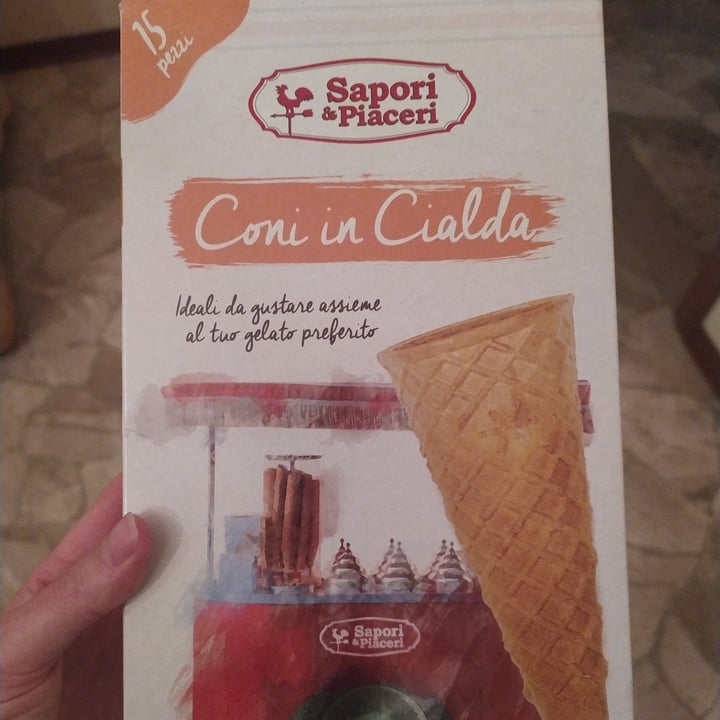 15
pezzi
Sapori
& Piaceri
Coni in Cialda
Ideali da gustare assieme
al tuo gelato preferito
Sapori
& Piaceri